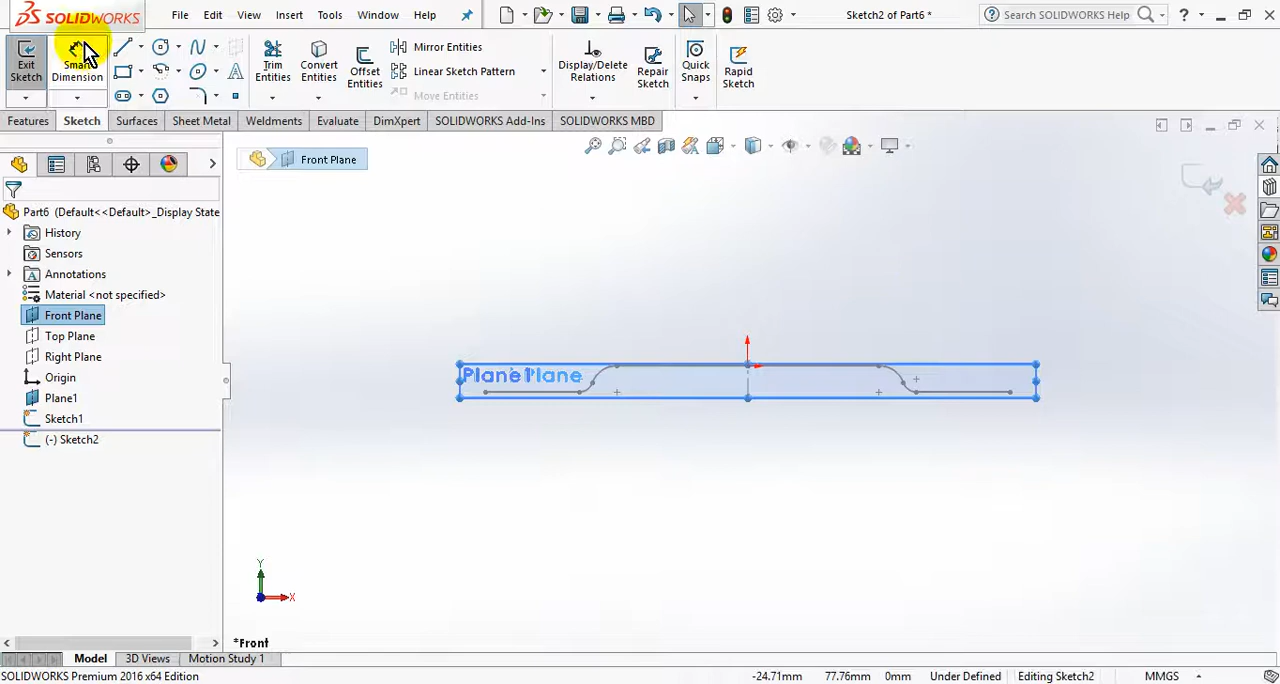 SOLIDWORKS File Edit View Insert Tools Window Help Sketch2 of Part6 * Search SOLIDWORKS Help ?
Exit Sketch
Smart Dimension
Trim Entities
Convert Entities
Offset Entities
Mirror Entities
Linear Sketch Pattern
Move Entities
Display/Delete Relations
Repair Sketch
Quick Snaps
Rapid Sketch
Features Sketch Surfaces Sheet Metal Weldments Evaluate DimXpert SOLIDWORKS Add-Ins SOLIDWORKS MBD
Front Plane
Part6 (Default<<Default>_Display State
History
Sensors
Annotations
Material <not specified>
Front Plane
Top Plane
Right Plane
Origin
Plane1
Sketch1
(-) Sketch2
Plane1
Plane
Y
X
*Front
Model 3D Views Motion Study 1
SOLIDWORKS Premium 2016 x64 Edition -24.71mm 77.76mm 0mm Under Defined Editing Sketch2 MMGS